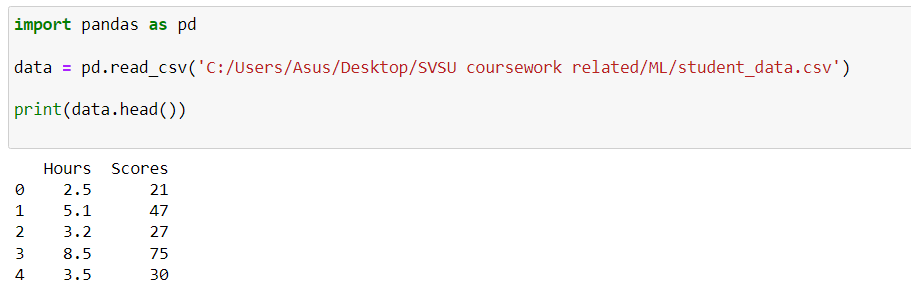 import pandas as pd
data = pd.read_csv('C:/Users/Asus/Desktop/SVSU coursework related/ML/student_data.csv')
print(data.head())
Hours Scores
0 2.5 21
1 5.1 47
2 3.2 27
3 8.5 75
4 3.5 30